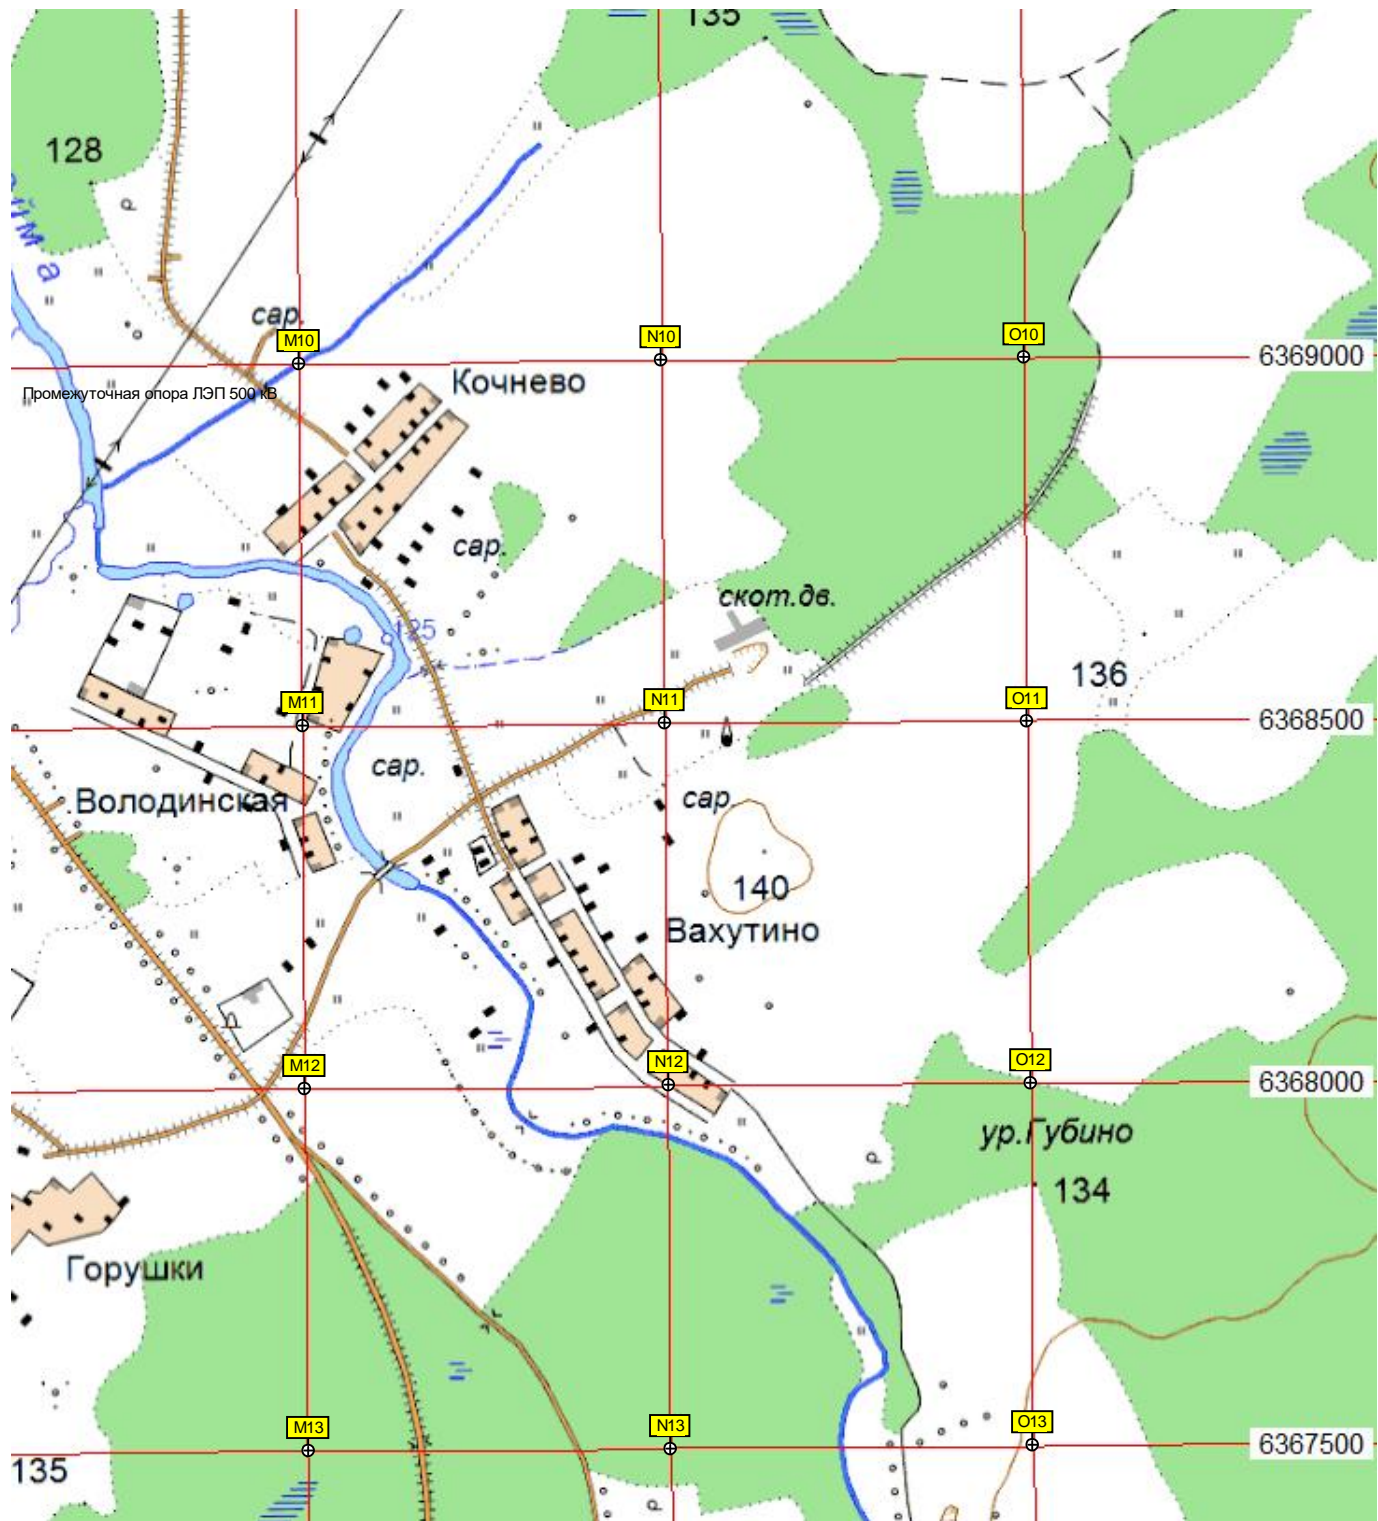 135
128
йма
сар.
M10
N10
O10
6369000
Промежуточная опора ЛЭП 500 кВ
Кочнево
сар.
скот.дв.
125
136
M11
N11
O11
6368500
сар.
Володинская
сар.
140
Вахутино
M12
N12
O12
6368000
ур.Губино
134
Горушки
M13
N13
O13
6367500
135